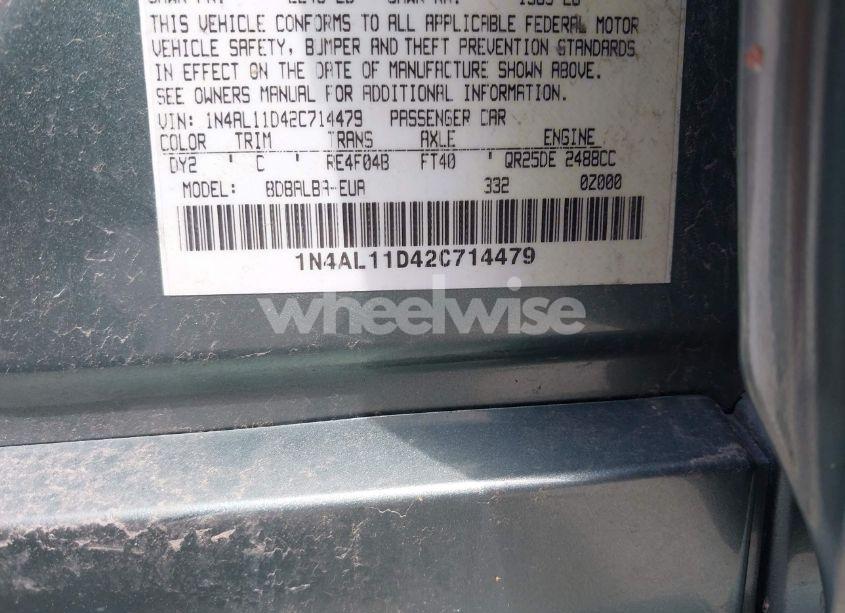 THIS VEHICLE CONFORMS TO ALL APPLICABLE FEDERAL MOTOR
VEHICLE SAFETY, BUMPER AND THEFT PREVENTION STANDARDS
IN EFFECT ON THE DATE OF MANUFACTURE SHOWN ABOVE.
SEE OWNERS MANUAL FOR ADDITIONAL INFORMATION.
VIN: 1N4AL11D42C714479 PASSENGER CAR
COLOR TRIM TRANS AXLE ENGINE
DY2 ' C ' RE4F04B FT40 ' QR25DE 2488CC
MODEL: BDBALBA-EUA 332 0Z000
1N4AL11D42C714479
wheelwise